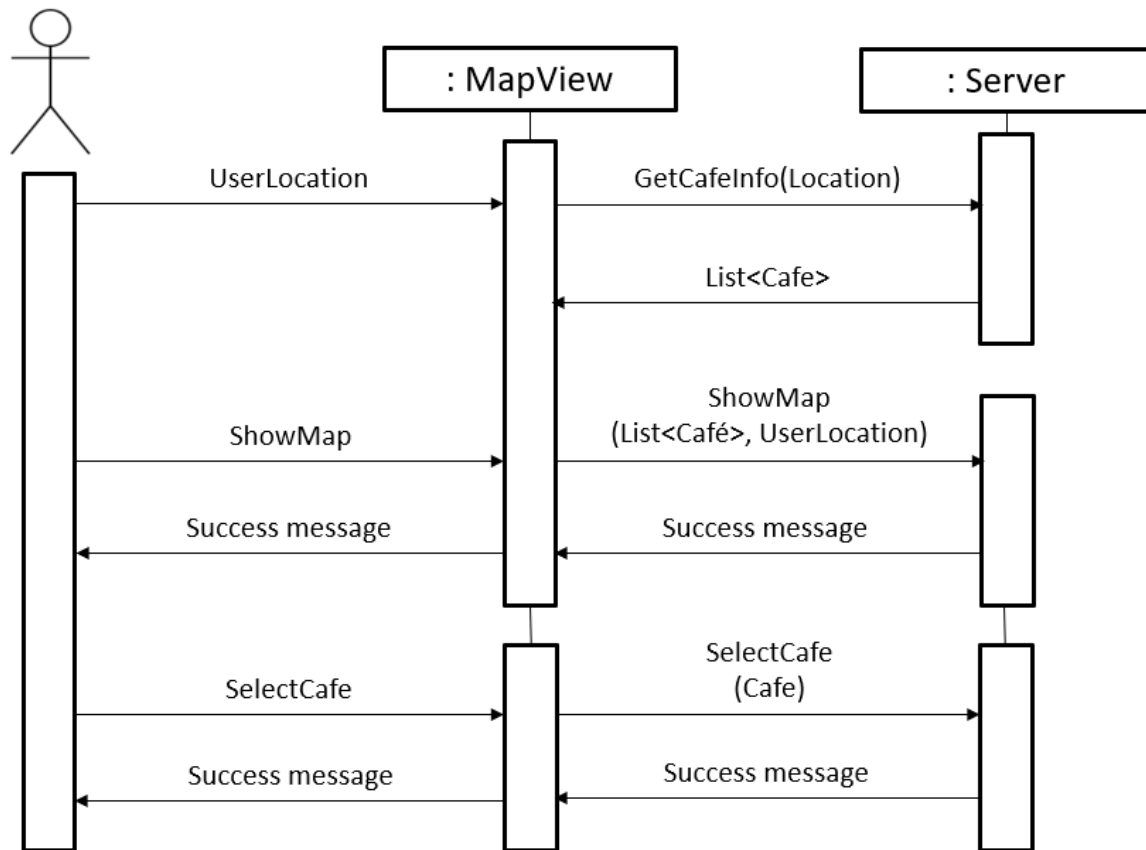 : MapView
: Server
UserLocation
GetCafeInfo(Location)
List<Cafe>
ShowMap
ShowMap
(List<Café>, UserLocation)
Success message
Success message
SelectCafe
SelectCafe
(Cafe)
Success message
Success message